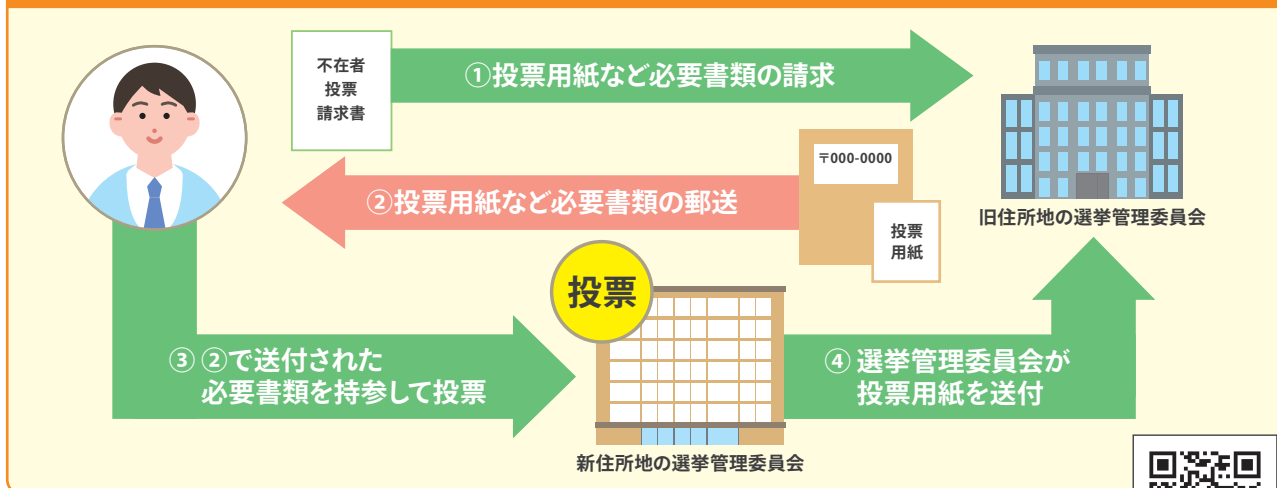 不在者
投票
請求書
①投票用紙など必要書類の請求
〒000-0000
②投票用紙など必要書類の郵送
投票
用紙
旧住所地の選挙管理委員会
投票
③ ②で送付された
必要書類を持参して投票
④ 選挙管理委員会が
投票用紙を送付
新住所地の選挙管理委員会